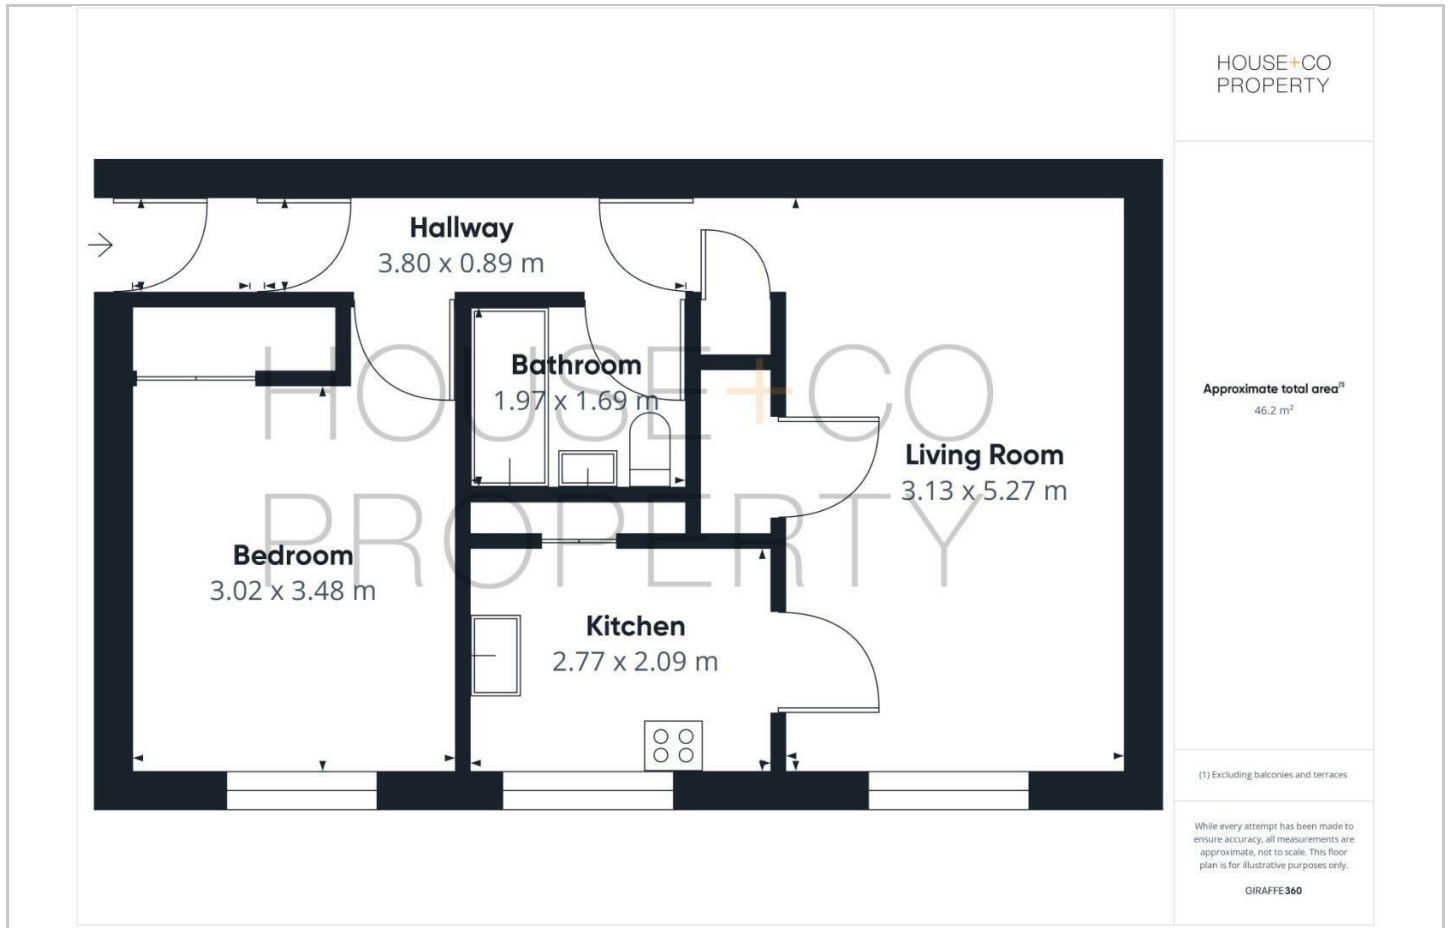 HOUSE+CO
PROPERTY
Hallway
3.80 x 0.89 m
Bathroom
1.97 x 1.69 m
Living Room
3.13 x 5.27 m
Bedroom
3.02 x 3.48 m
Kitchen
2.77 x 2.09 m
HOUSE+CO
PROPERTY
Approximate total area⁽¹⁾
46.2 m²
(1) Excluding balconies and terraces
While every attempt has been made to
ensure accuracy, all measurements are
approximate, not to scale. This floor
plan is for illustrative purposes only.
GIRAFFE360